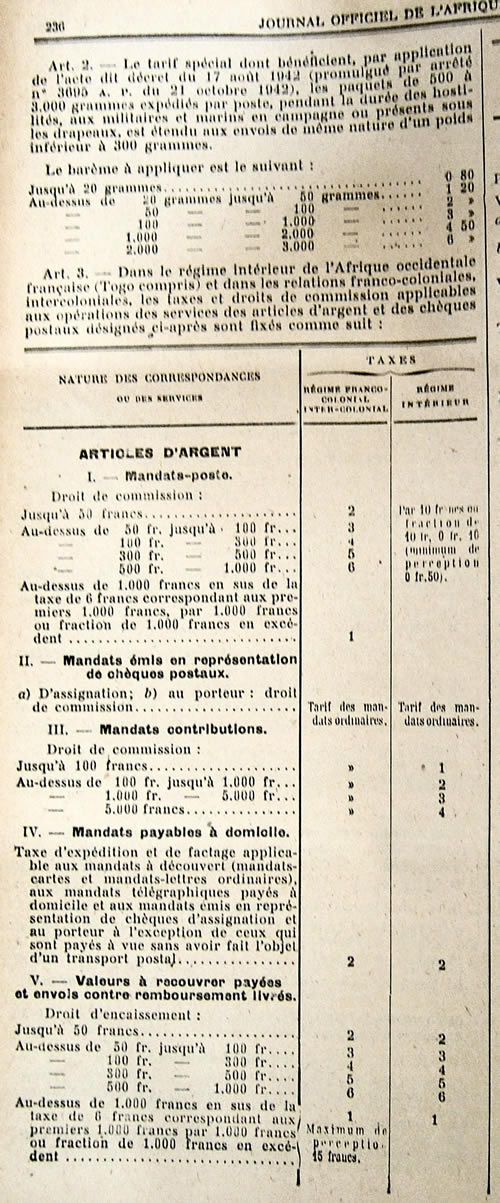 236
JOURNAL OFFICIEL DE L'AFRIQU
Art. 2. — Le tarif spécial dont bénéficient, par application
de l'acte dit décret du 17 août 1942 (promulgué par arrêté
n° 3695 A. P. du 21 octobre 1942), les paquets de 500 à
3.000 grammes expédiés par poste, pendant la durée des hosti-
lités, aux militaires et marins en campagne ou présents sous
les drapeaux, est étendu aux envois de même nature d'un poids
inférieur à 300 grammes.
Le barème à appliquer est le suivant :
Jusqu'à 20 grammes.......................... 0 80
Au-dessus de 20 grammes jusqu'à 50 grammes...... 1 20
— 50 — — 100 — ...... 2 »
— 100 — — 1.000 — ...... 3 »
— 1.000 — — 2.000 — ...... 4 50
— 2.000 — — 3.000 — ...... 6 »
Art. 3. — Dans le régime intérieur de l'Afrique occidentale
française (Togo compris) et dans les relations franco-coloniales,
intercoloniales, les taxes et droits de commission applicables
aux opérations des services des articles d'argent et des chèques
postaux désignés ci-après sont fixés comme suit :
NATURE DES CORRESPONDANCES
OU DES SERVICES
TAXES
RÉGIME FRANCO-
COLONIAL
INTER-COLONIAL
RÉGIME
INTÉRIEUR
ARTICLES D'ARGENT
I. — Mandats-poste.
Droit de commission :
Jusqu'à 50 francs.................... 2
Au-dessus de 50 fr. jusqu'à 100 fr... 3
— 100 fr. — 300 fr... 4
— 300 fr. — 500 fr... 5
— 500 fr. — 1.000 fr... 6
Par 10 francs ou
fraction de
10 fr, 0 fr. 10
(minimum de
perception
0 fr.50).
Au-dessus de 1.000 francs en sus de la
taxe de 6 francs correspondant aux pre-
miers 1.000 francs, par 1.000 francs
ou fraction de 1.000 francs en excé-
dent .............................. 1
II. — Mandats émis en représentation
de chèques postaux.
a) D'assignation; b) au porteur : droit
de commission.....................
Tarif des man-
dats ordinaires.
Tarif des man-
dats ordinaires.
III. — Mandats contributions.
Droit de commission :
Jusqu'à 100 francs................... » 1
Au-dessus de 100 fr. jusqu'à 1.000 fr... » 2
— 1.000 fr. — 5.000 fr... » 3
— 5.000 francs............... » 4
IV. — Mandats payables à domicile.
Taxe d'expédition et de factage applica-
ble aux mandats à découvert (mandats-
cartes et mandats-lettres ordinaires),
aux mandats télégraphiques payés à
domicile et aux mandats émis en repré-
sentation de chèques d'assignation et
au porteur à l'exception de ceux qui
sont payés à vue sans avoir fait l'objet
d'un transport postal............... 2 2
V. — Valeurs à recouvrer payées
et envois contre remboursement livrés.
Droit d'encaissement :
Jusqu'à 50 francs.................... 2 2
Au-dessus de 50 fr. jusqu'à 100 fr.... 3 3
— 100 fr. — 300 fr.... 4 4
— 300 fr. — 500 fr.... 5 5
— 500 fr. — 1.000 fr... 6 6
Au-dessus de 1.000 francs en sus de la
taxe de 6 francs correspondant aux
premiers 1.000 francs par 1.000 francs
ou fraction de 1.000 francs en excé-
dent ..............................
1 1
Maximum de
perceptio
15 francs.